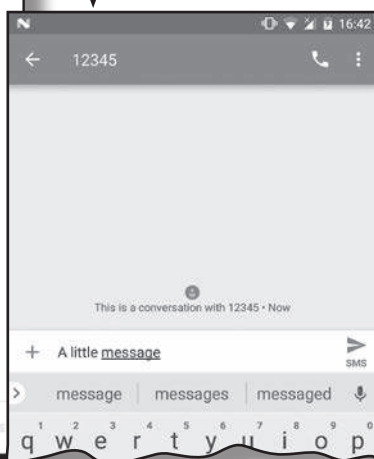 16:42
12345
This is a conversation with 12345 • Now
A little message
SMS
message messages messaged
1 2 3 4 5 6 7 8 9 0
q w e r t y u i o p